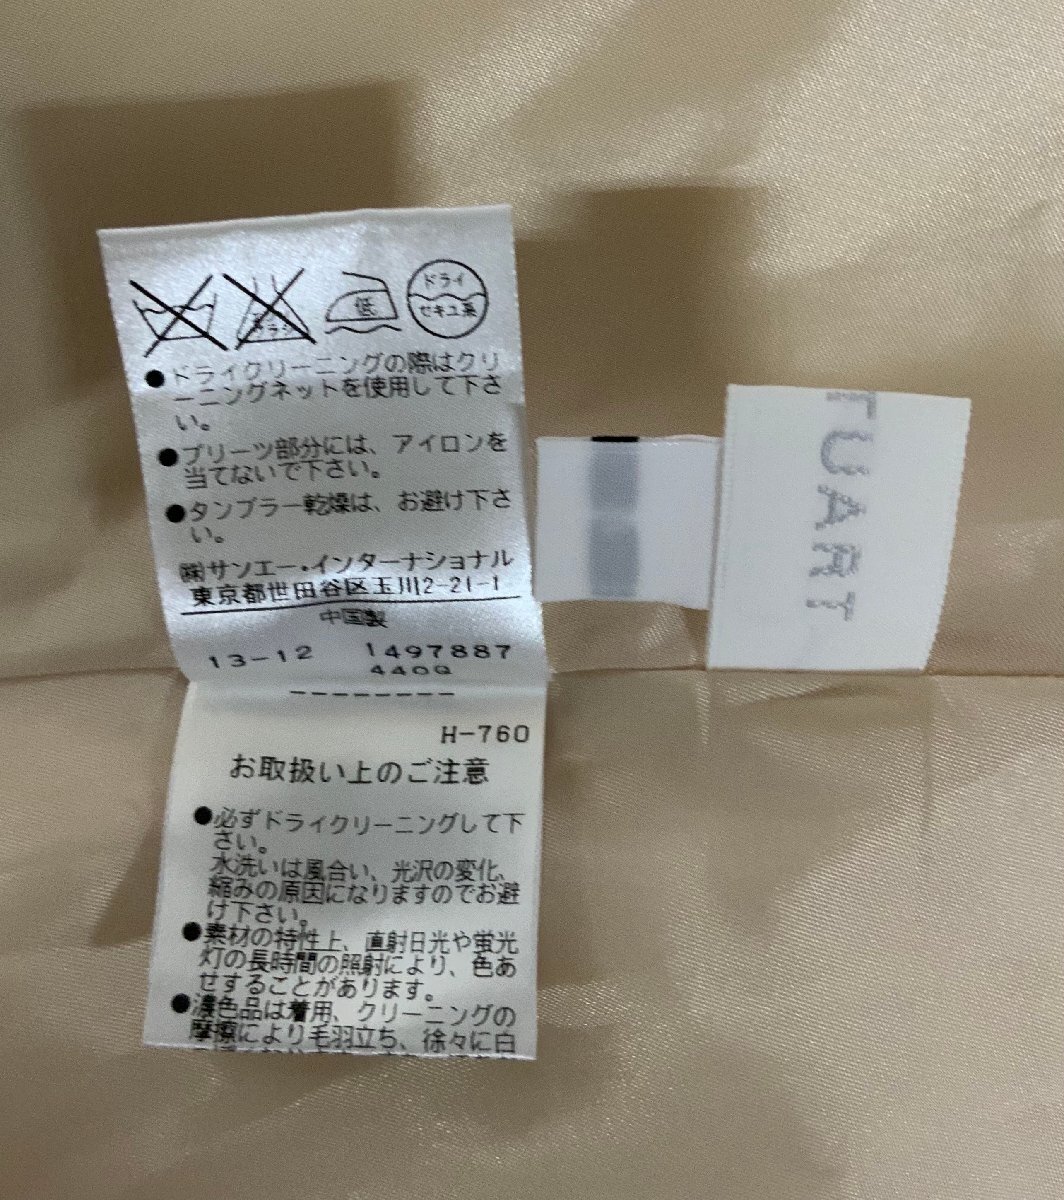 低
ドライ
セキユ系
●ドライクリーニングの際はクリ
ーニングネットを使用して下さ
い。
●プリーツ部分には、アイロンを
当てないで下さい。
●タンブラー乾燥は、お避け下さ
い。
㈱サンエー・インターナショナル
東京都世田谷区玉川2-21-1
中国製
13-12 1497887
4409
--------
H-760
お取扱い上のご注意
●必ずドライクリーニングして下
さい。
水洗いは風合い、光沢の変化、
縮みの原因になりますのでお避
け下さい。
●素材の特性上、直射日光や蛍光
灯の長時間の照射により、色あ
せすることがあります。
●濃色品は着用、クリーニングの
摩擦により毛羽立ち、徐々に白
TUART